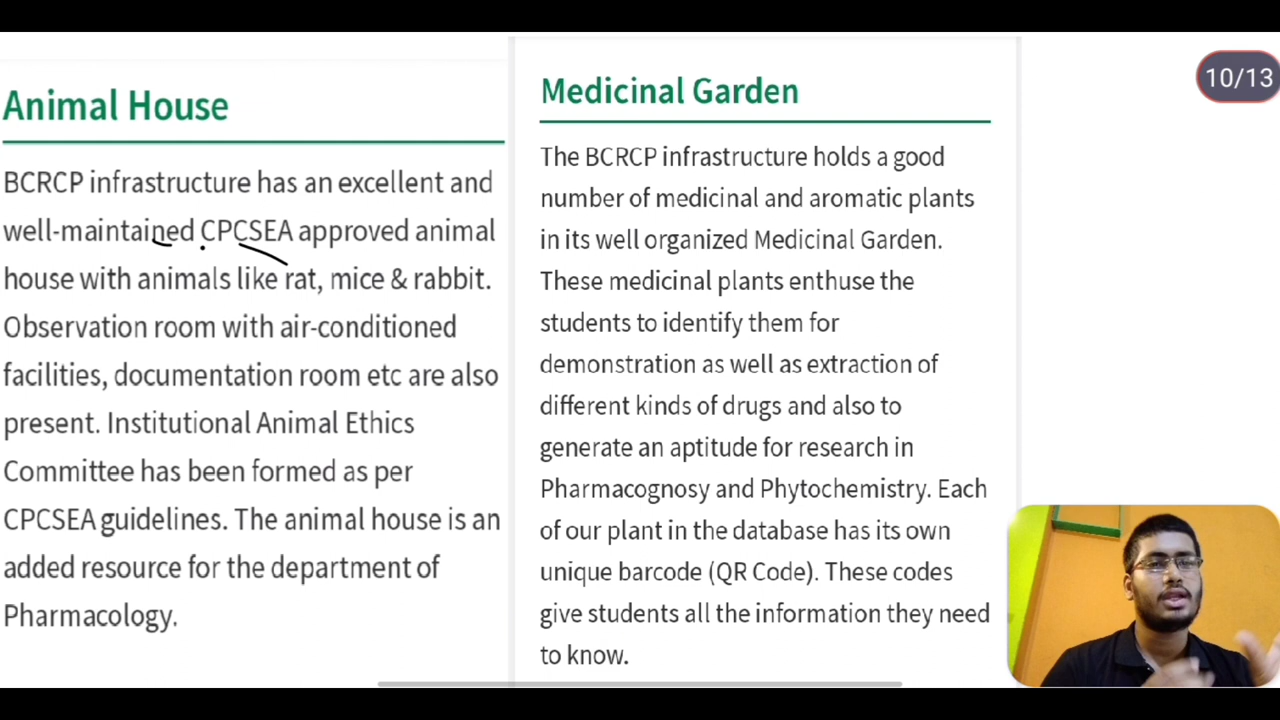 Animal House
BCRCP infrastructure has an excellent and
well-maintained CPCSEA approved animal
house with animals like rat, mice & rabbit.
Observation room with air-conditioned
facilities, documentation room etc are also
present. Institutional Animal Ethics
Committee has been formed as per
CPCSEA guidelines. The animal house is an
added resource for the department of
Pharmacology.
Medicinal Garden
The BCRCP infrastructure holds a good
number of medicinal and aromatic plants
in its well organized Medicinal Garden.
These medicinal plants enthuse the
students to identify them for
demonstration as well as extraction of
different kinds of drugs and also to
generate an aptitude for research in
Pharmacognosy and Phytochemistry. Each
of our plant in the database has its own
unique barcode (QR Code). These codes
give students all the information they need
to know.
10/13